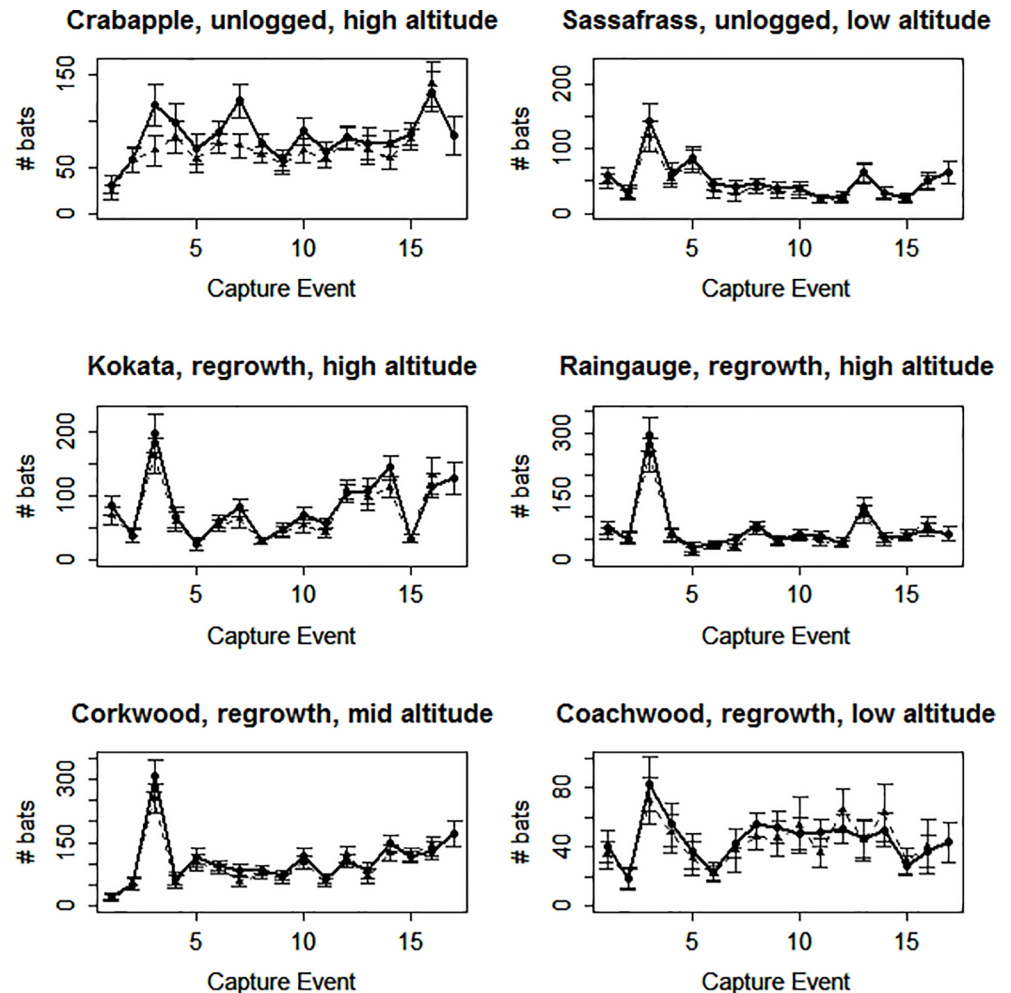 Crabapple, unlogged, high altitude
# bats
150
50
0
5 10 15
Capture Event
Sassafrass, unlogged, low altitude
# bats
200
100
0
5 10 15
Capture Event
Kokata, regrowth, high altitude
# bats
200
100
0
5 10 15
Capture Event
Raingauge, regrowth, high altitude
# bats
300
150
0
5 10 15
Capture Event
Corkwood, regrowth, mid altitude
# bats
300
150
0
5 10 15
Capture Event
Coachwood, regrowth, low altitude
# bats
80
40
0
5 10 15
Capture Event